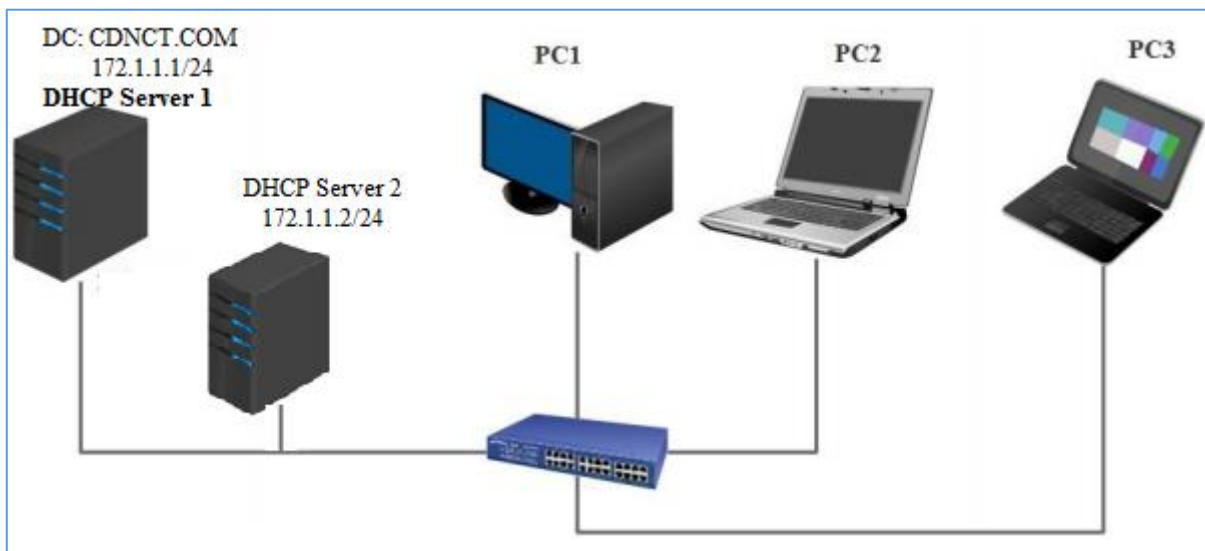 DC: CDNCT.COM
172.1.1.1/24
DHCP Server 1
DHCP Server 2
172.1.1.2/24
PC1
PC2
PC3